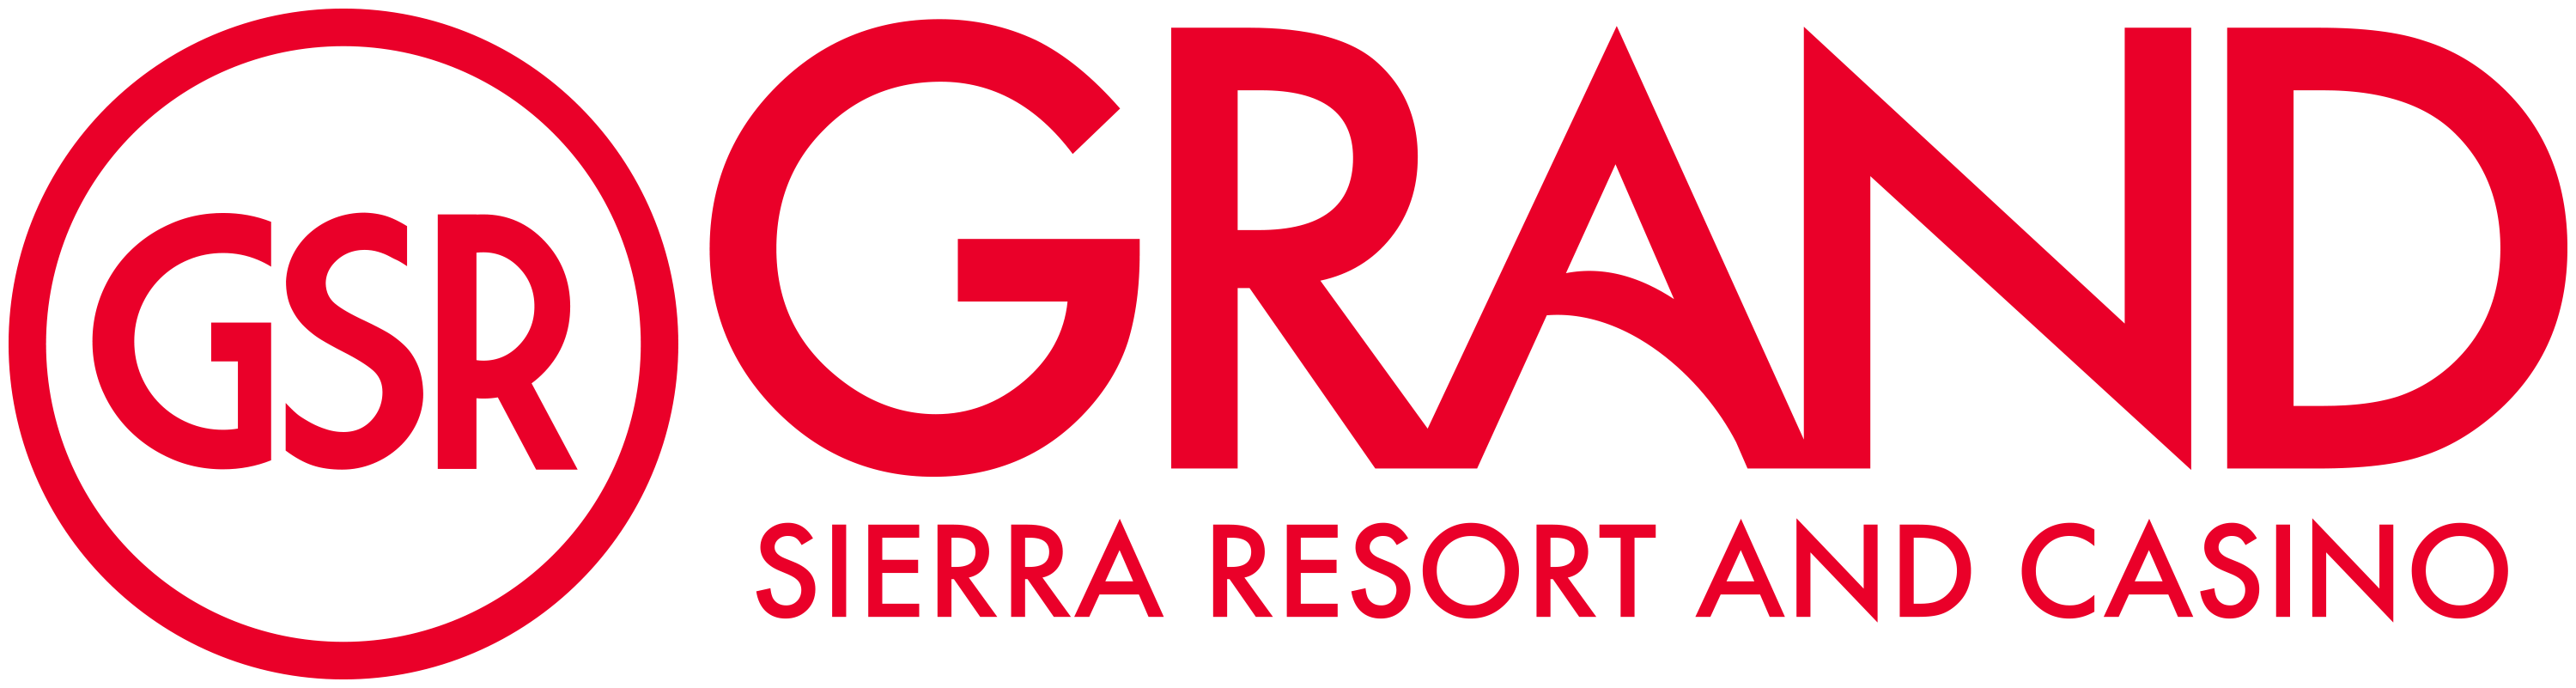 GSR
GRAND
SIERRA RESORT AND CASINO